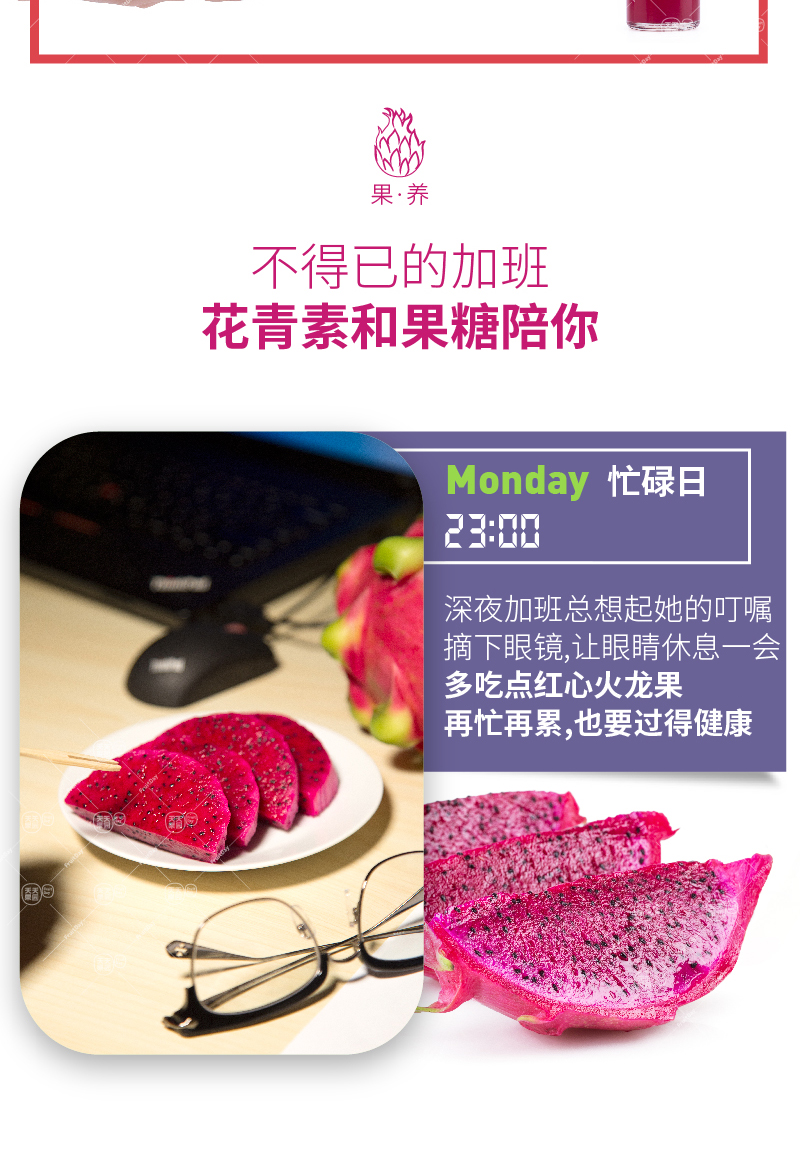 果·养
不得已的加班
花青素和果糖陪你
Monday 忙碌日
23:00
深夜加班总想起她的叮嘱
摘下眼镜,让眼睛休息一会
多吃点红心火龙果
再忙再累,也要过得健康